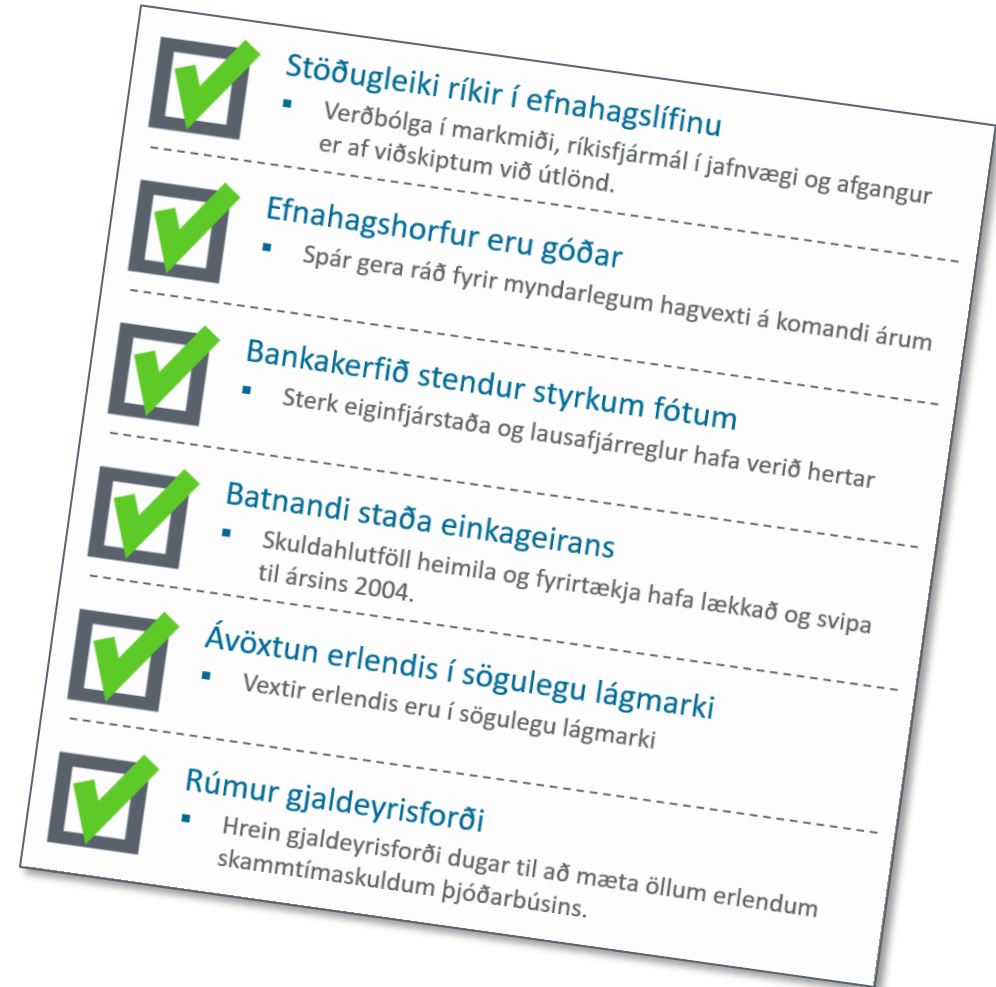 Stöðugleiki ríkir í efnahagslífinu
▪ Verðbólga í markmiði, ríkisfjármál í jafnvægi og afgangur
er af viðskiptum við útlönd.
Efnahagshorfur eru góðar
▪ Spár gera ráð fyrir myndarlegum hagvexti á komandi árum
Bankakerfið stendur styrkum fótum
▪ Sterk eiginfjárstaða og lausafjárreglur hafa verið hertar
Batnandi staða einkageirans
▪ Skuldahlutföll heimila og fyrirtækja hafa lækkað og svipa
til ársins 2004.
Ávöxtun erlendis í sögulegu lágmarki
▪ Vextir erlendis eru í sögulegu lágmarki
Rúmur gjaldeyrisforði
▪ Hrein gjaldeyrisforði dugar til að mæta öllum erlendum
skammtímaskuldum þjóðarbúsins.